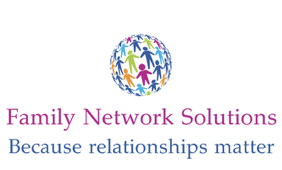 Family Network Solutions
Because relationships matter